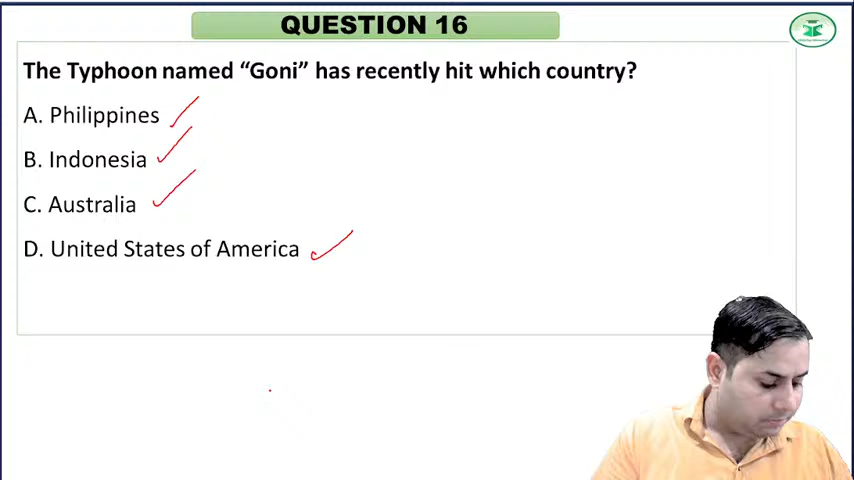 QUESTION 16
The Typhoon named “Goni” has recently hit which country?
A. Philippines
B. Indonesia
C. Australia
D. United States of America